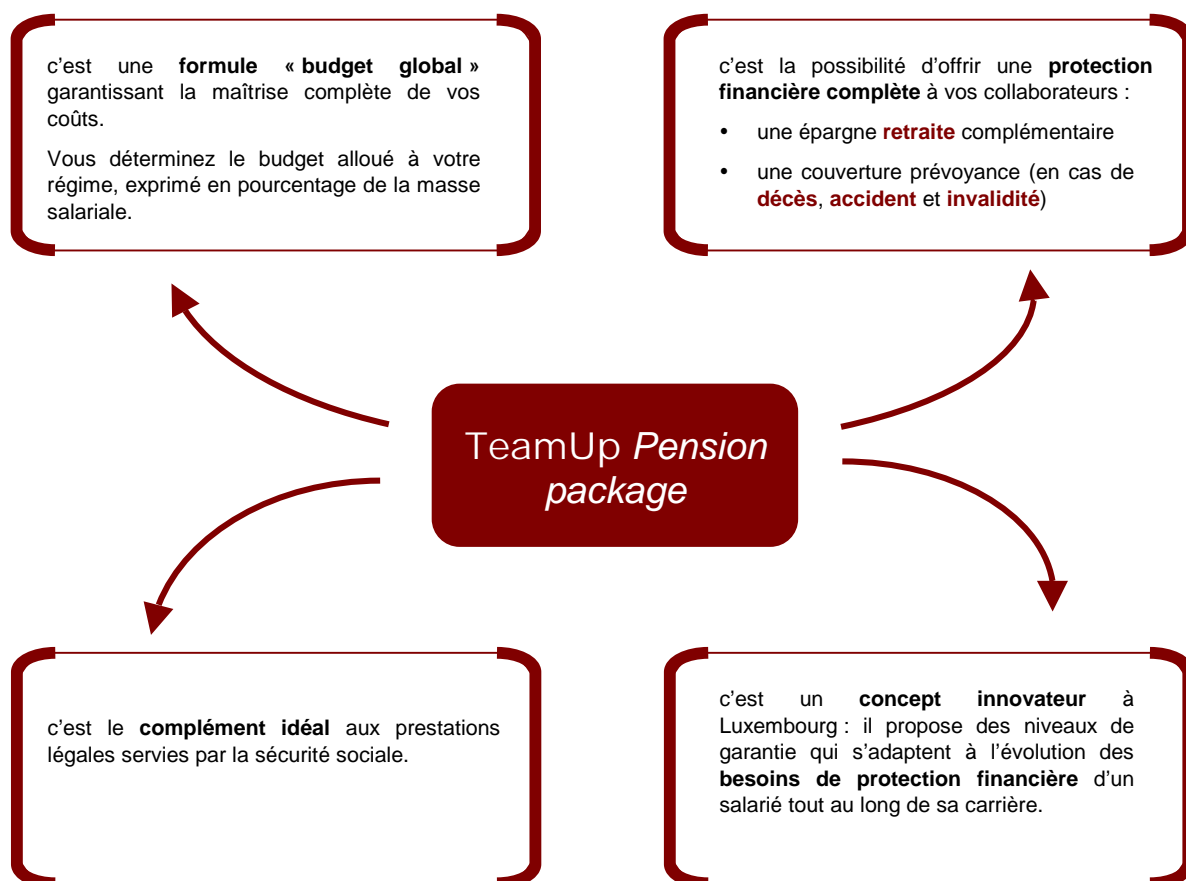 c'est une formule « budget global »
garantissant la maîtrise complète de vos
coûts.
Vous déterminez le budget alloué à votre
régime, exprimé en pourcentage de la masse
salariale.
c'est la possibilité d'offrir une protection
financière complète à vos collaborateurs :
• une épargne retraite complémentaire
• une couverture prévoyance (en cas de
décès, accident et invalidité)
TeamUp Pension
package
c'est le complément idéal aux prestations
légales servies par la sécurité sociale.
c'est un concept innovateur à
Luxembourg : il propose des niveaux de
garantie qui s'adaptent à l'évolution des
besoins de protection financière d'un
salarié tout au long de sa carrière.